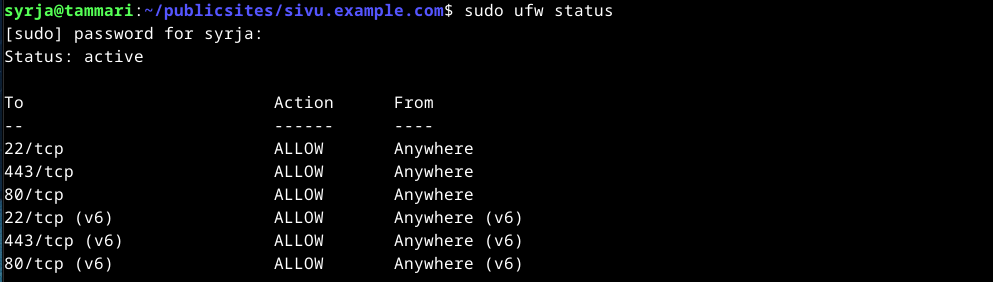 syrja@tammari:~/publicsites/sivu.example.com$ sudo ufw status
[sudo] password for syrja:
Status: active

To                         Action      From
--                         ------      ----
22/tcp                     ALLOW       Anywhere
443/tcp                    ALLOW       Anywhere
80/tcp                     ALLOW       Anywhere
22/tcp (v6)                ALLOW       Anywhere (v6)
443/tcp (v6)               ALLOW       Anywhere (v6)
80/tcp (v6)                ALLOW       Anywhere (v6)